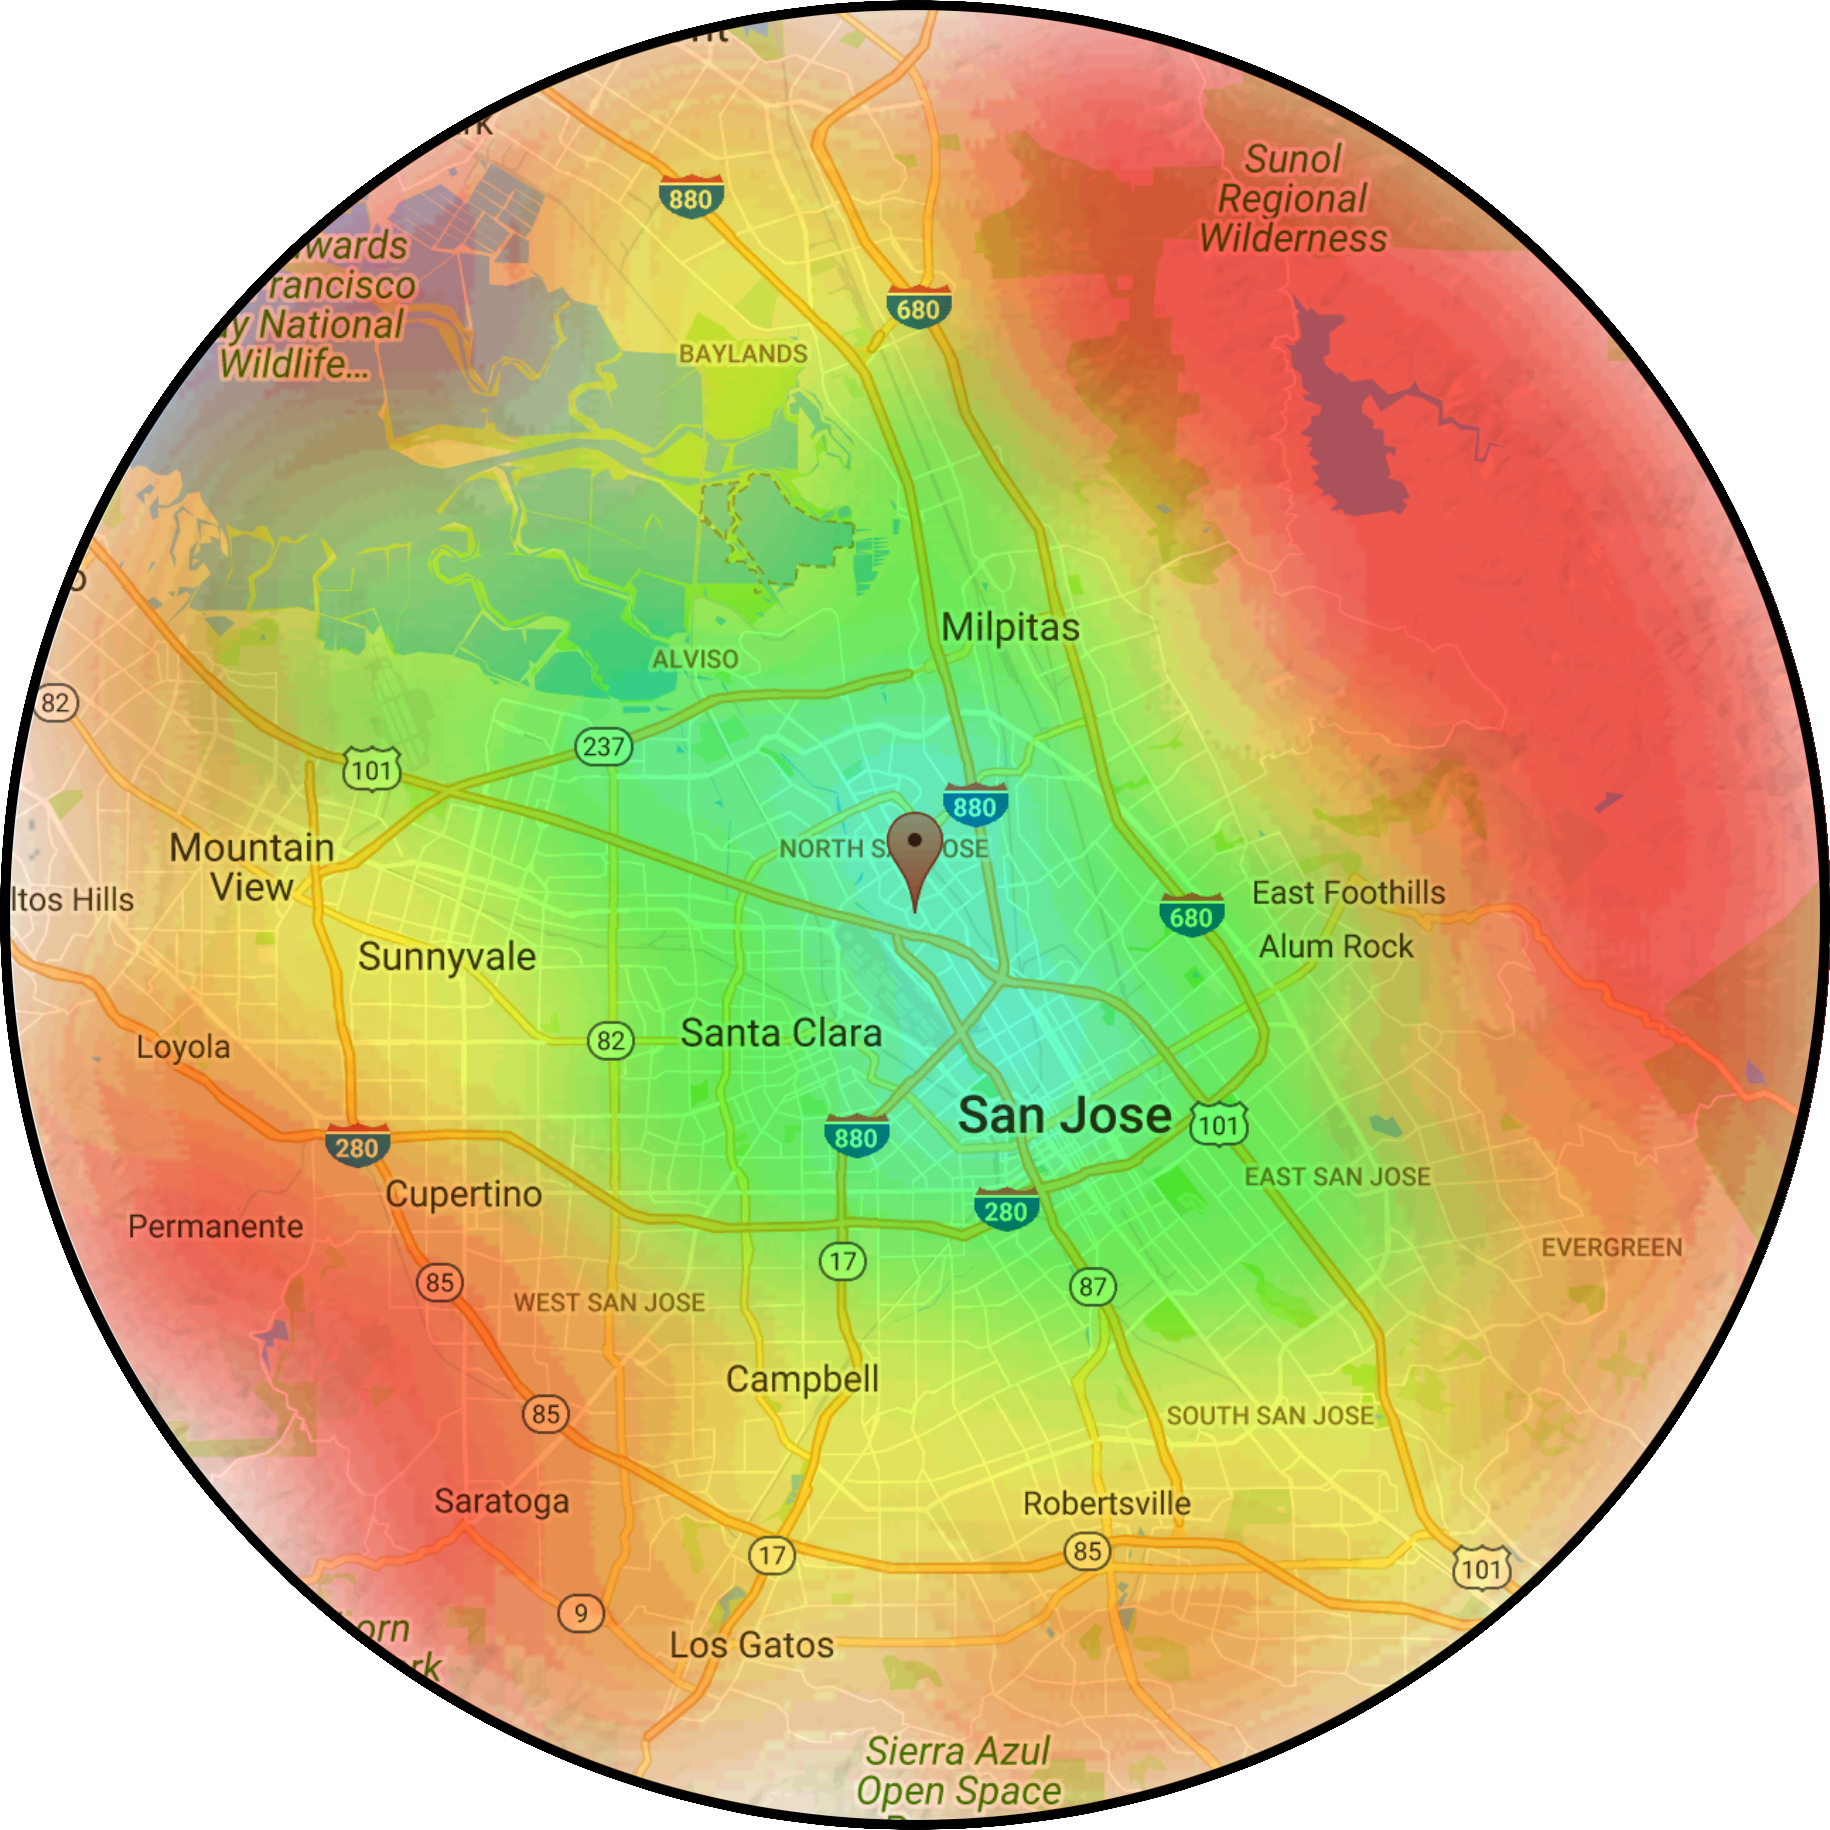 880
Sunol
Regional
Wilderness
wards
rancisco
y National
Wildlife...
680
BAYLANDS
Milpitas
ALVISO
82
237
101
880
NORTH S
OSE
Mountain
View
ltos Hills
East Foothills
680
Alum Rock
Sunnyvale
Santa Clara
82
Loyola
San Jose
101
880
280
EAST SAN JOSE
Cupertino
280
Permanente
EVERGREEN
17
85
87
WEST SAN JOSE
Campbell
85
SOUTH SAN JOSE
Saratoga
Robertsville
17
85
101
9
orn
rk
Los Gatos
Sierra Azul
Open Space